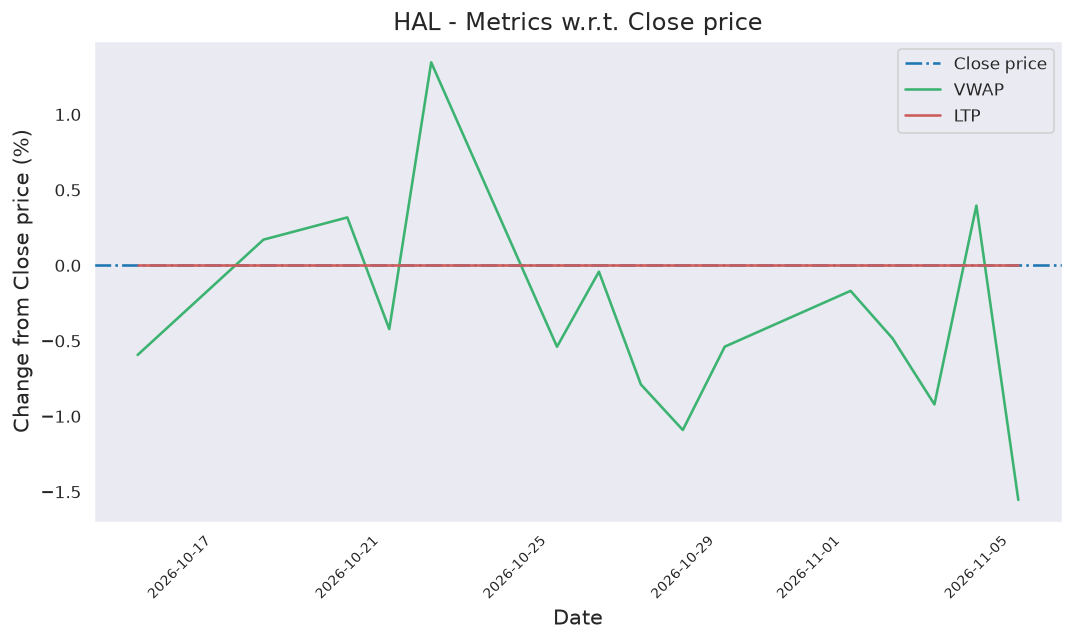 HAL - Metrics w.r.t. Close price
Close price
VWAP
LTP
Change from Close price (%)
1.0
0.5
0.0
−0.5
−1.0
−1.5
2026-10-17
2026-10-21
2026-10-25
2026-10-29
2026-11-01
2026-11-05
Date